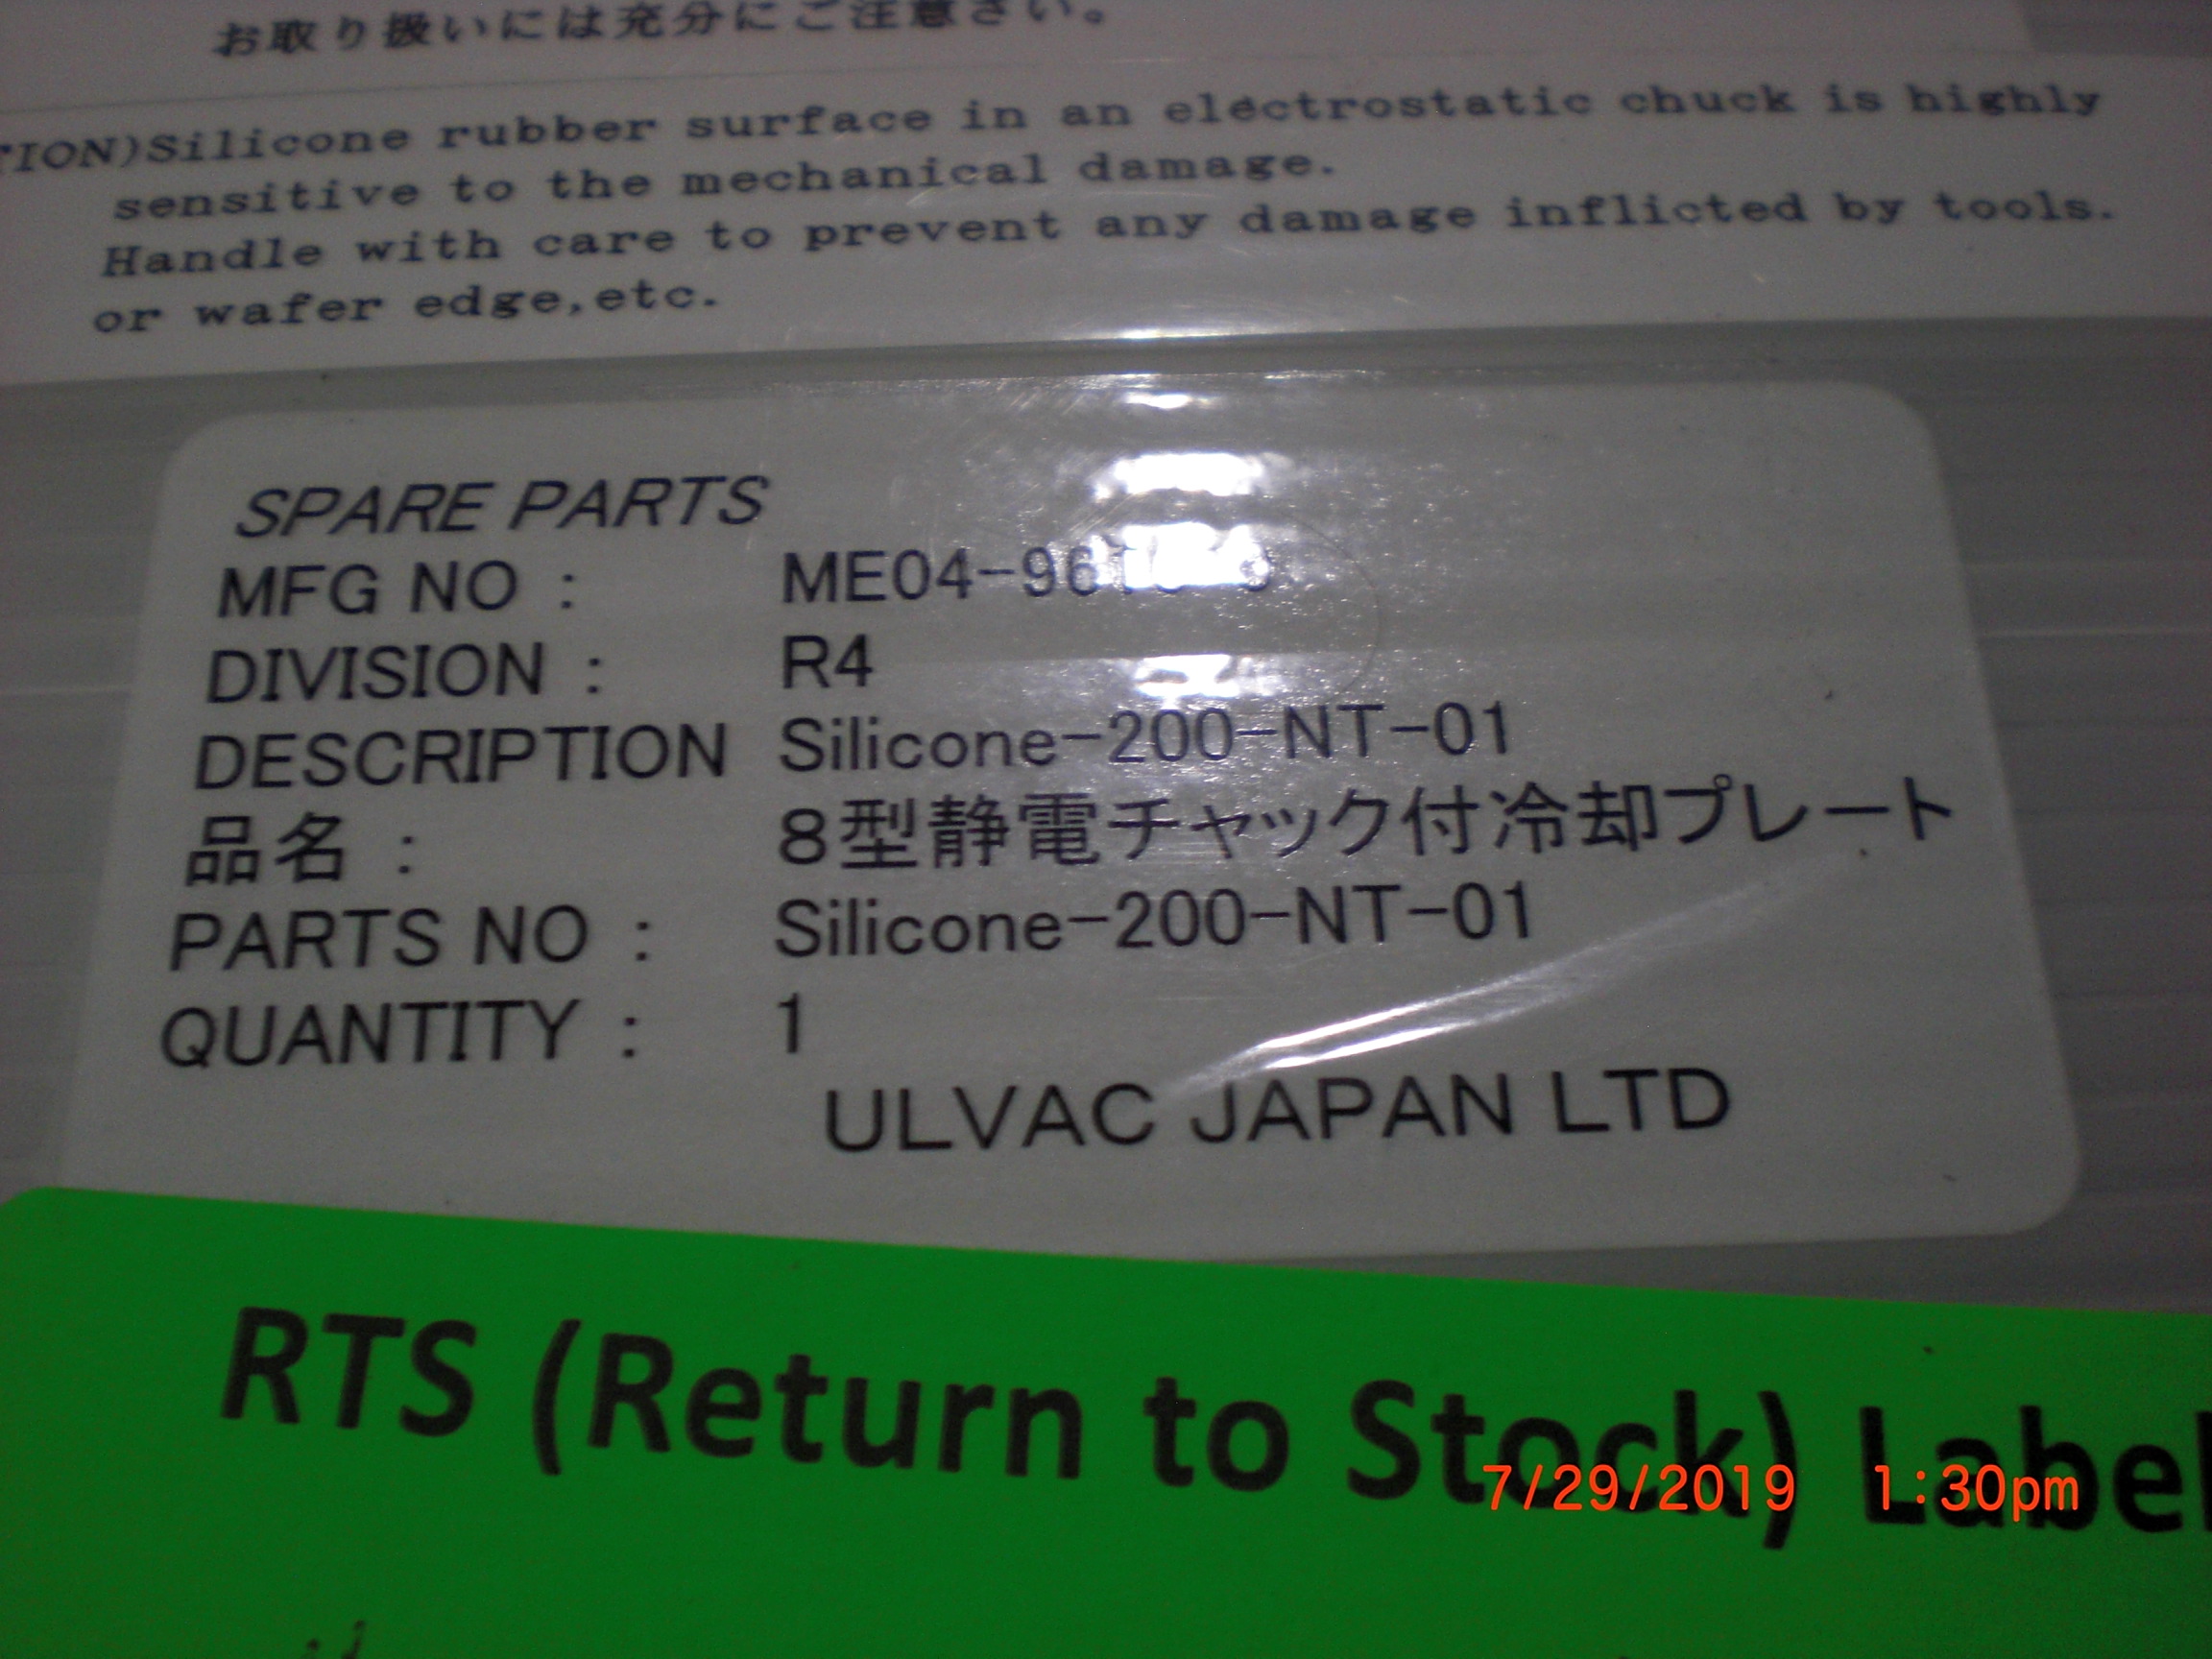 お取り扱いには充分にご注意さい。
TION)Silicone rubber surface in an electrostatic chuck is highly
sensitive to the mechanical damage.
Handle with care to prevent any damage inflicted by tools.
or wafer edge,etc.
SPARE PARTS
MFG NO :
DIVISION : R4
DESCRIPTION Silicone-200-NT-01
品名 : 8型静電チャック付冷却プレート
PARTS NO : Silicone-200-NT-01
QUANTITY : 1
ULVAC JAPAN LTD
RTS (Return to Stock) Label
7/29/2019 1:30pm